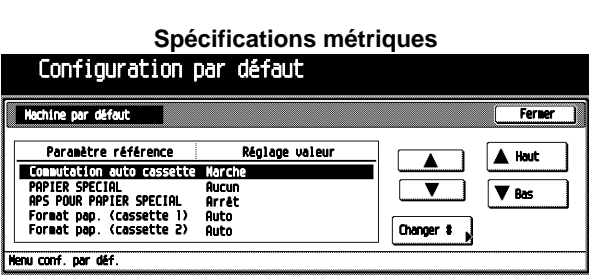 Spécifications métriques
Configuration par défaut
Machine par défaut
Fermer
Paramètre référence Réglage valeur
Commutation auto cassette Marche
PAPIER SPECIAL Aucun
APS POUR PAPIER SPECIAL Arrêt
Format pap. (cassette 1) Auto
Format pap. (cassette 2) Auto
▲ Haut
▼ Bas
Changer #
Menu conf. par déf.